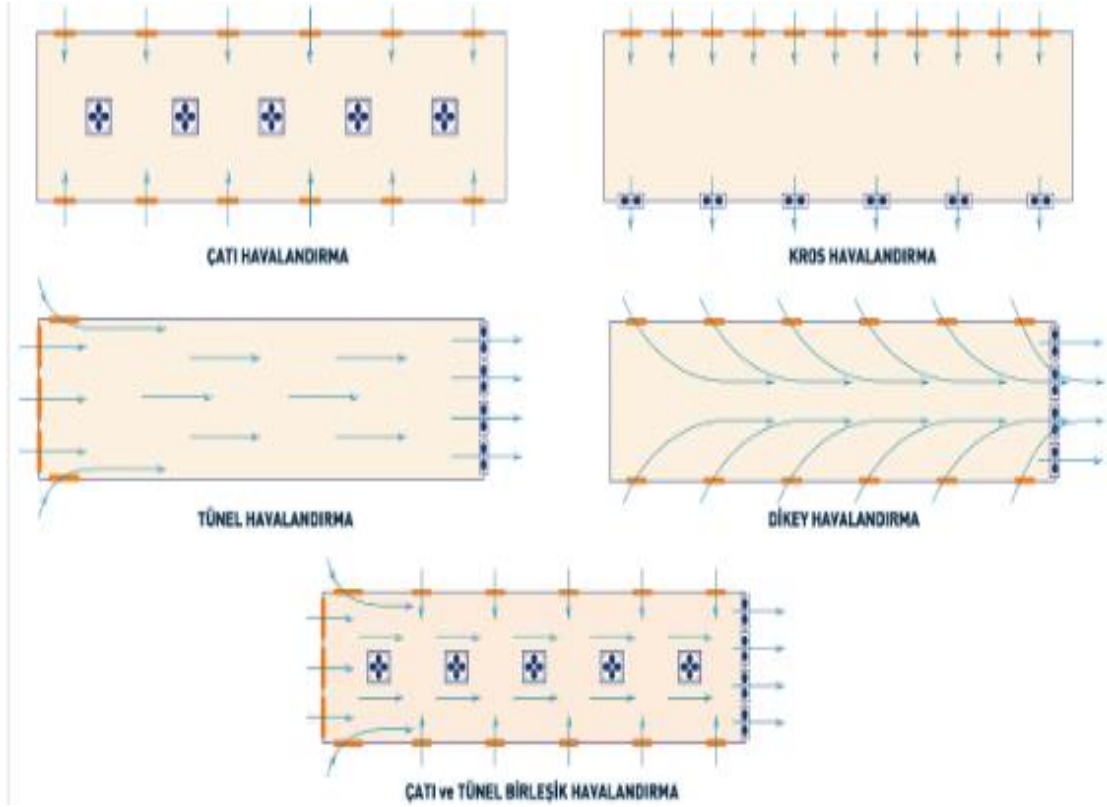 ÇATI HAVALANDIRMA
KROS HAVALANDIRMA
TÜNEL HAVALANDIRMA
DİKEY HAVALANDIRMA
ÇATI ve TÜNEL BİRLEŞİK HAVALANDIRMA